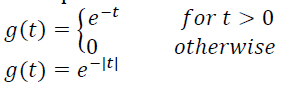 g(t) = { e^{-t} for t > 0
0 otherwise
g(t) = e^{-|t|}